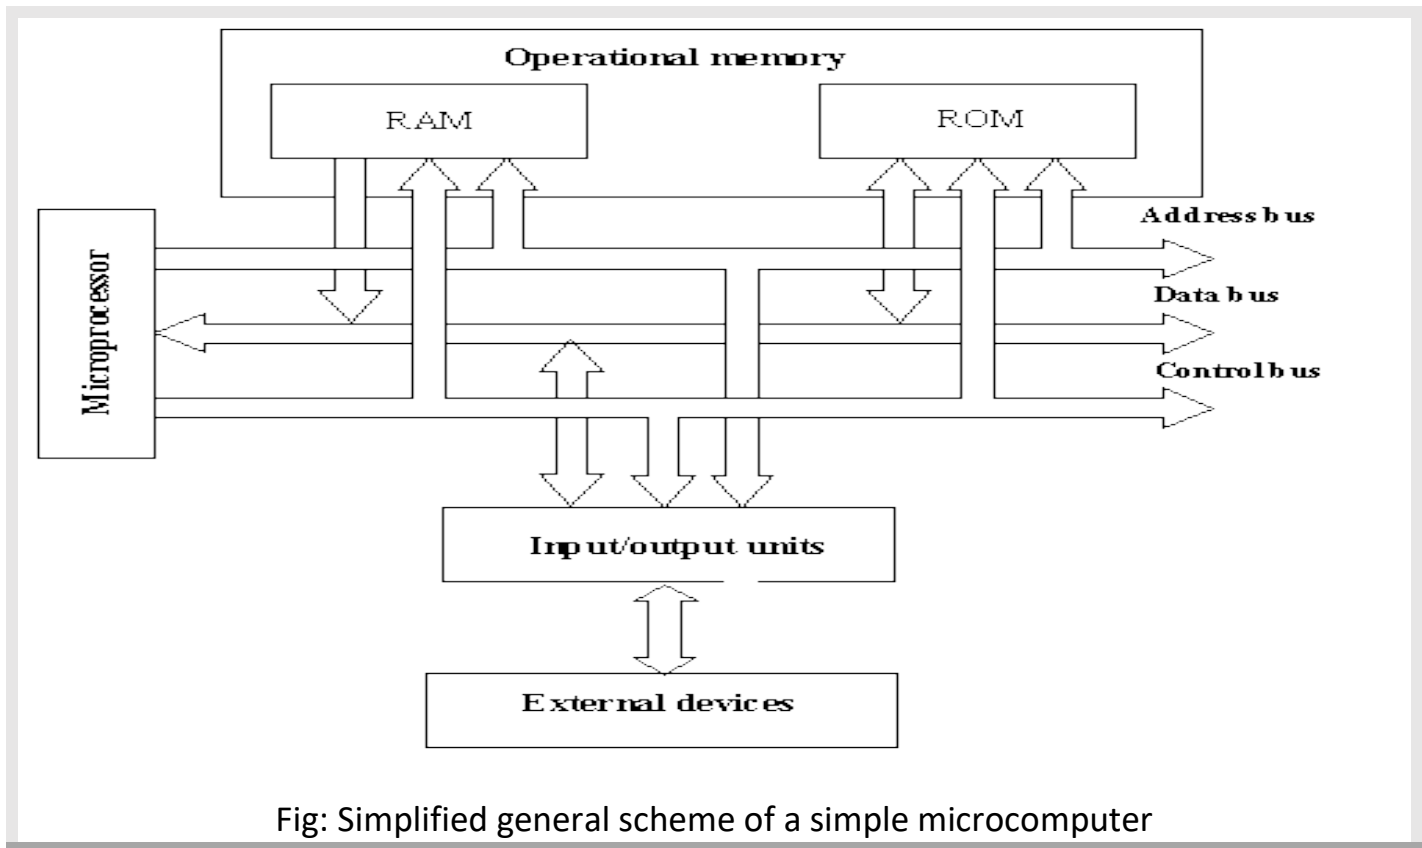 Operational memory
RAM
ROM
Address bus
Microprocessor
Data bus
Control bus
Input/output units
External devices
Fig: Simplified general scheme of a simple microcomputer